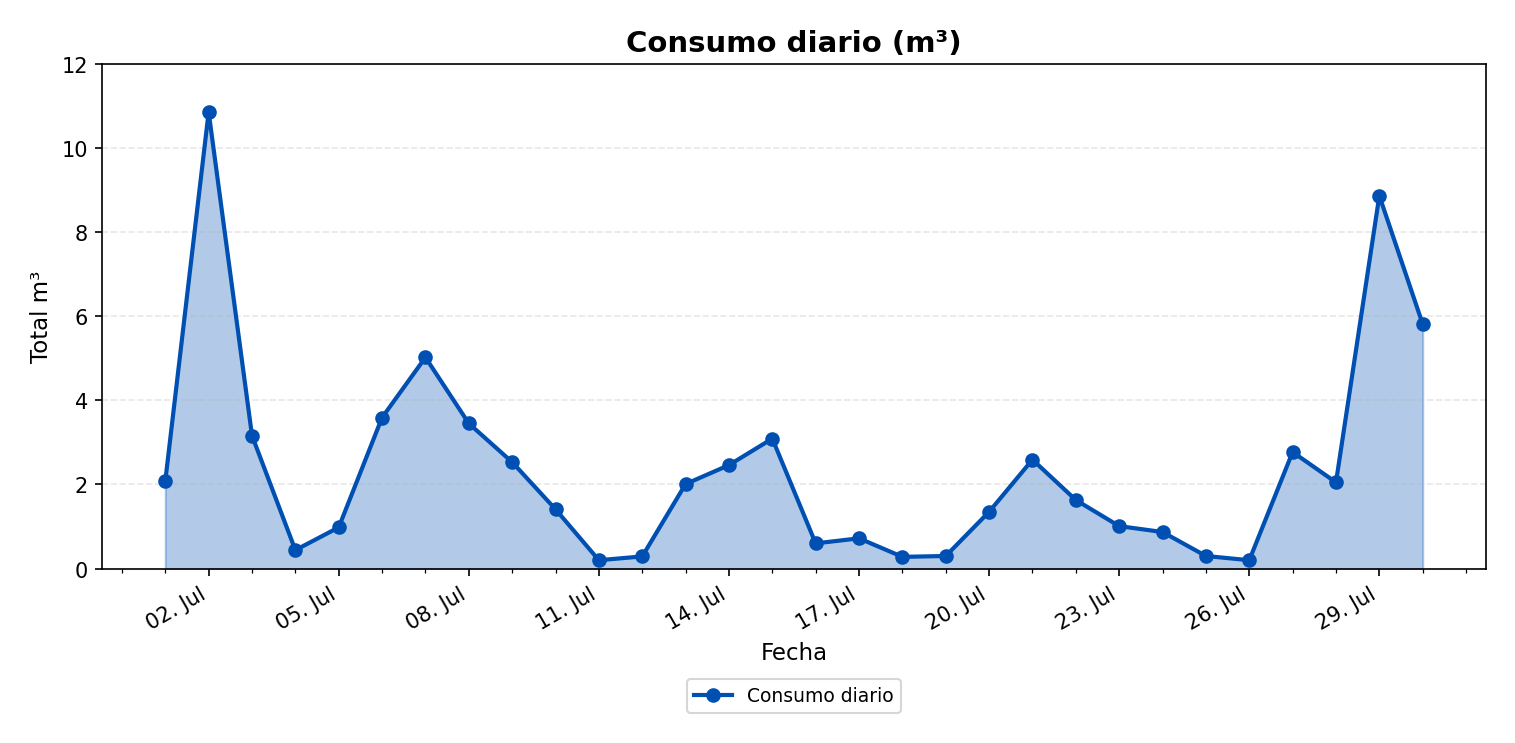 Consumo diario (m³)
Total m³
12
10
8
6
4
2
0
02. Jul
05. Jul
08. Jul
11. Jul
14. Jul
17. Jul
20. Jul
23. Jul
26. Jul
29. Jul
Fecha
Consumo diario